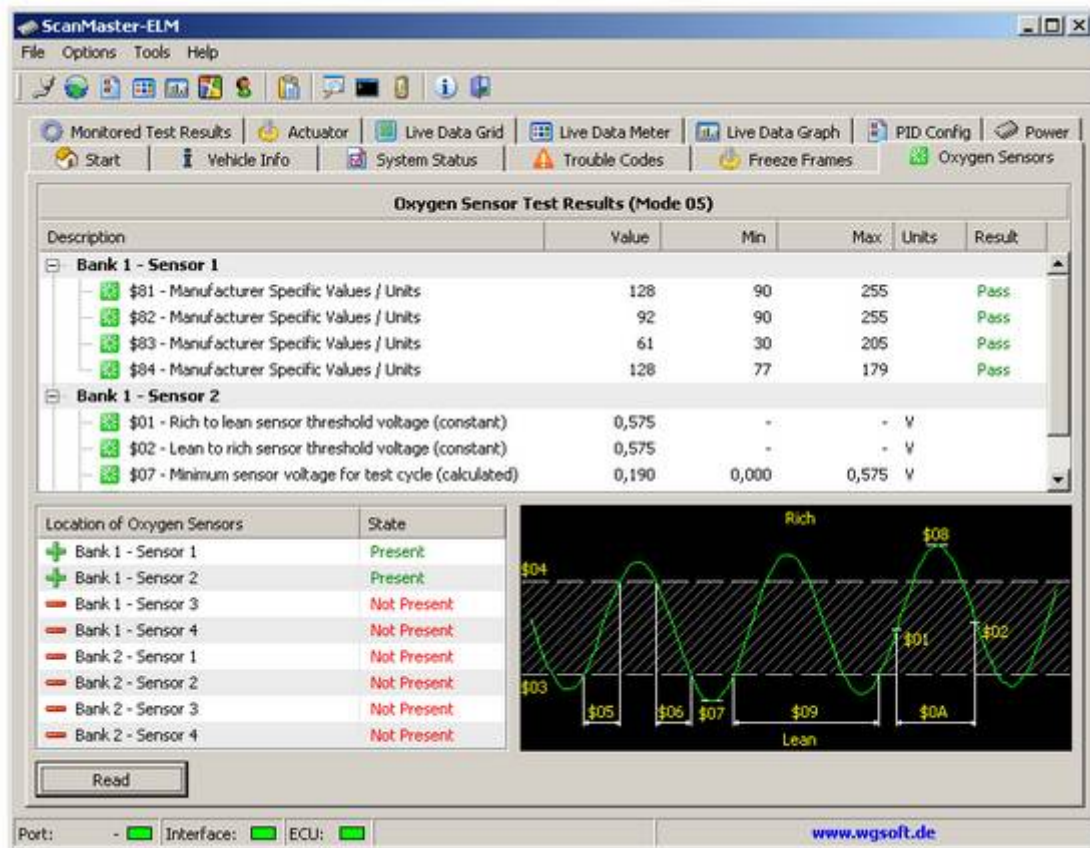 ScanMaster-ELM
File Options Tools Help
Monitored Test Results Actuator Live Data Grid Live Data Meter Live Data Graph PID Config Power
Start Vehicle Info System Status Trouble Codes Freeze Frames Oxygen Sensors
Oxygen Sensor Test Results (Mode 05)
Description Value Min Max Units Result
Bank 1 - Sensor 1
$81 - Manufacturer Specific Values / Units 128 90 255 Pass
$82 - Manufacturer Specific Values / Units 92 90 255 Pass
$83 - Manufacturer Specific Values / Units 61 30 205 Pass
$84 - Manufacturer Specific Values / Units 128 77 179 Pass
Bank 1 - Sensor 2
$01 - Rich to lean sensor threshold voltage (constant) 0,575 - - V
$02 - Lean to rich sensor threshold voltage (constant) 0,575 - - V
$07 - Minimum sensor voltage for test cycle (calculated) 0,190 0,000 0,575 V
Location of Oxygen Sensors State
Bank 1 - Sensor 1 Present
Bank 1 - Sensor 2 Present
Bank 1 - Sensor 3 Not Present
Bank 1 - Sensor 4 Not Present
Bank 2 - Sensor 1 Not Present
Bank 2 - Sensor 2 Not Present
Bank 2 - Sensor 3 Not Present
Bank 2 - Sensor 4 Not Present
Rich
$08
$04
$01 $02
$03
$05 $06 $07 $09 $0A
Lean
Read
Port: - Interface: ECU: www.wgsoft.de